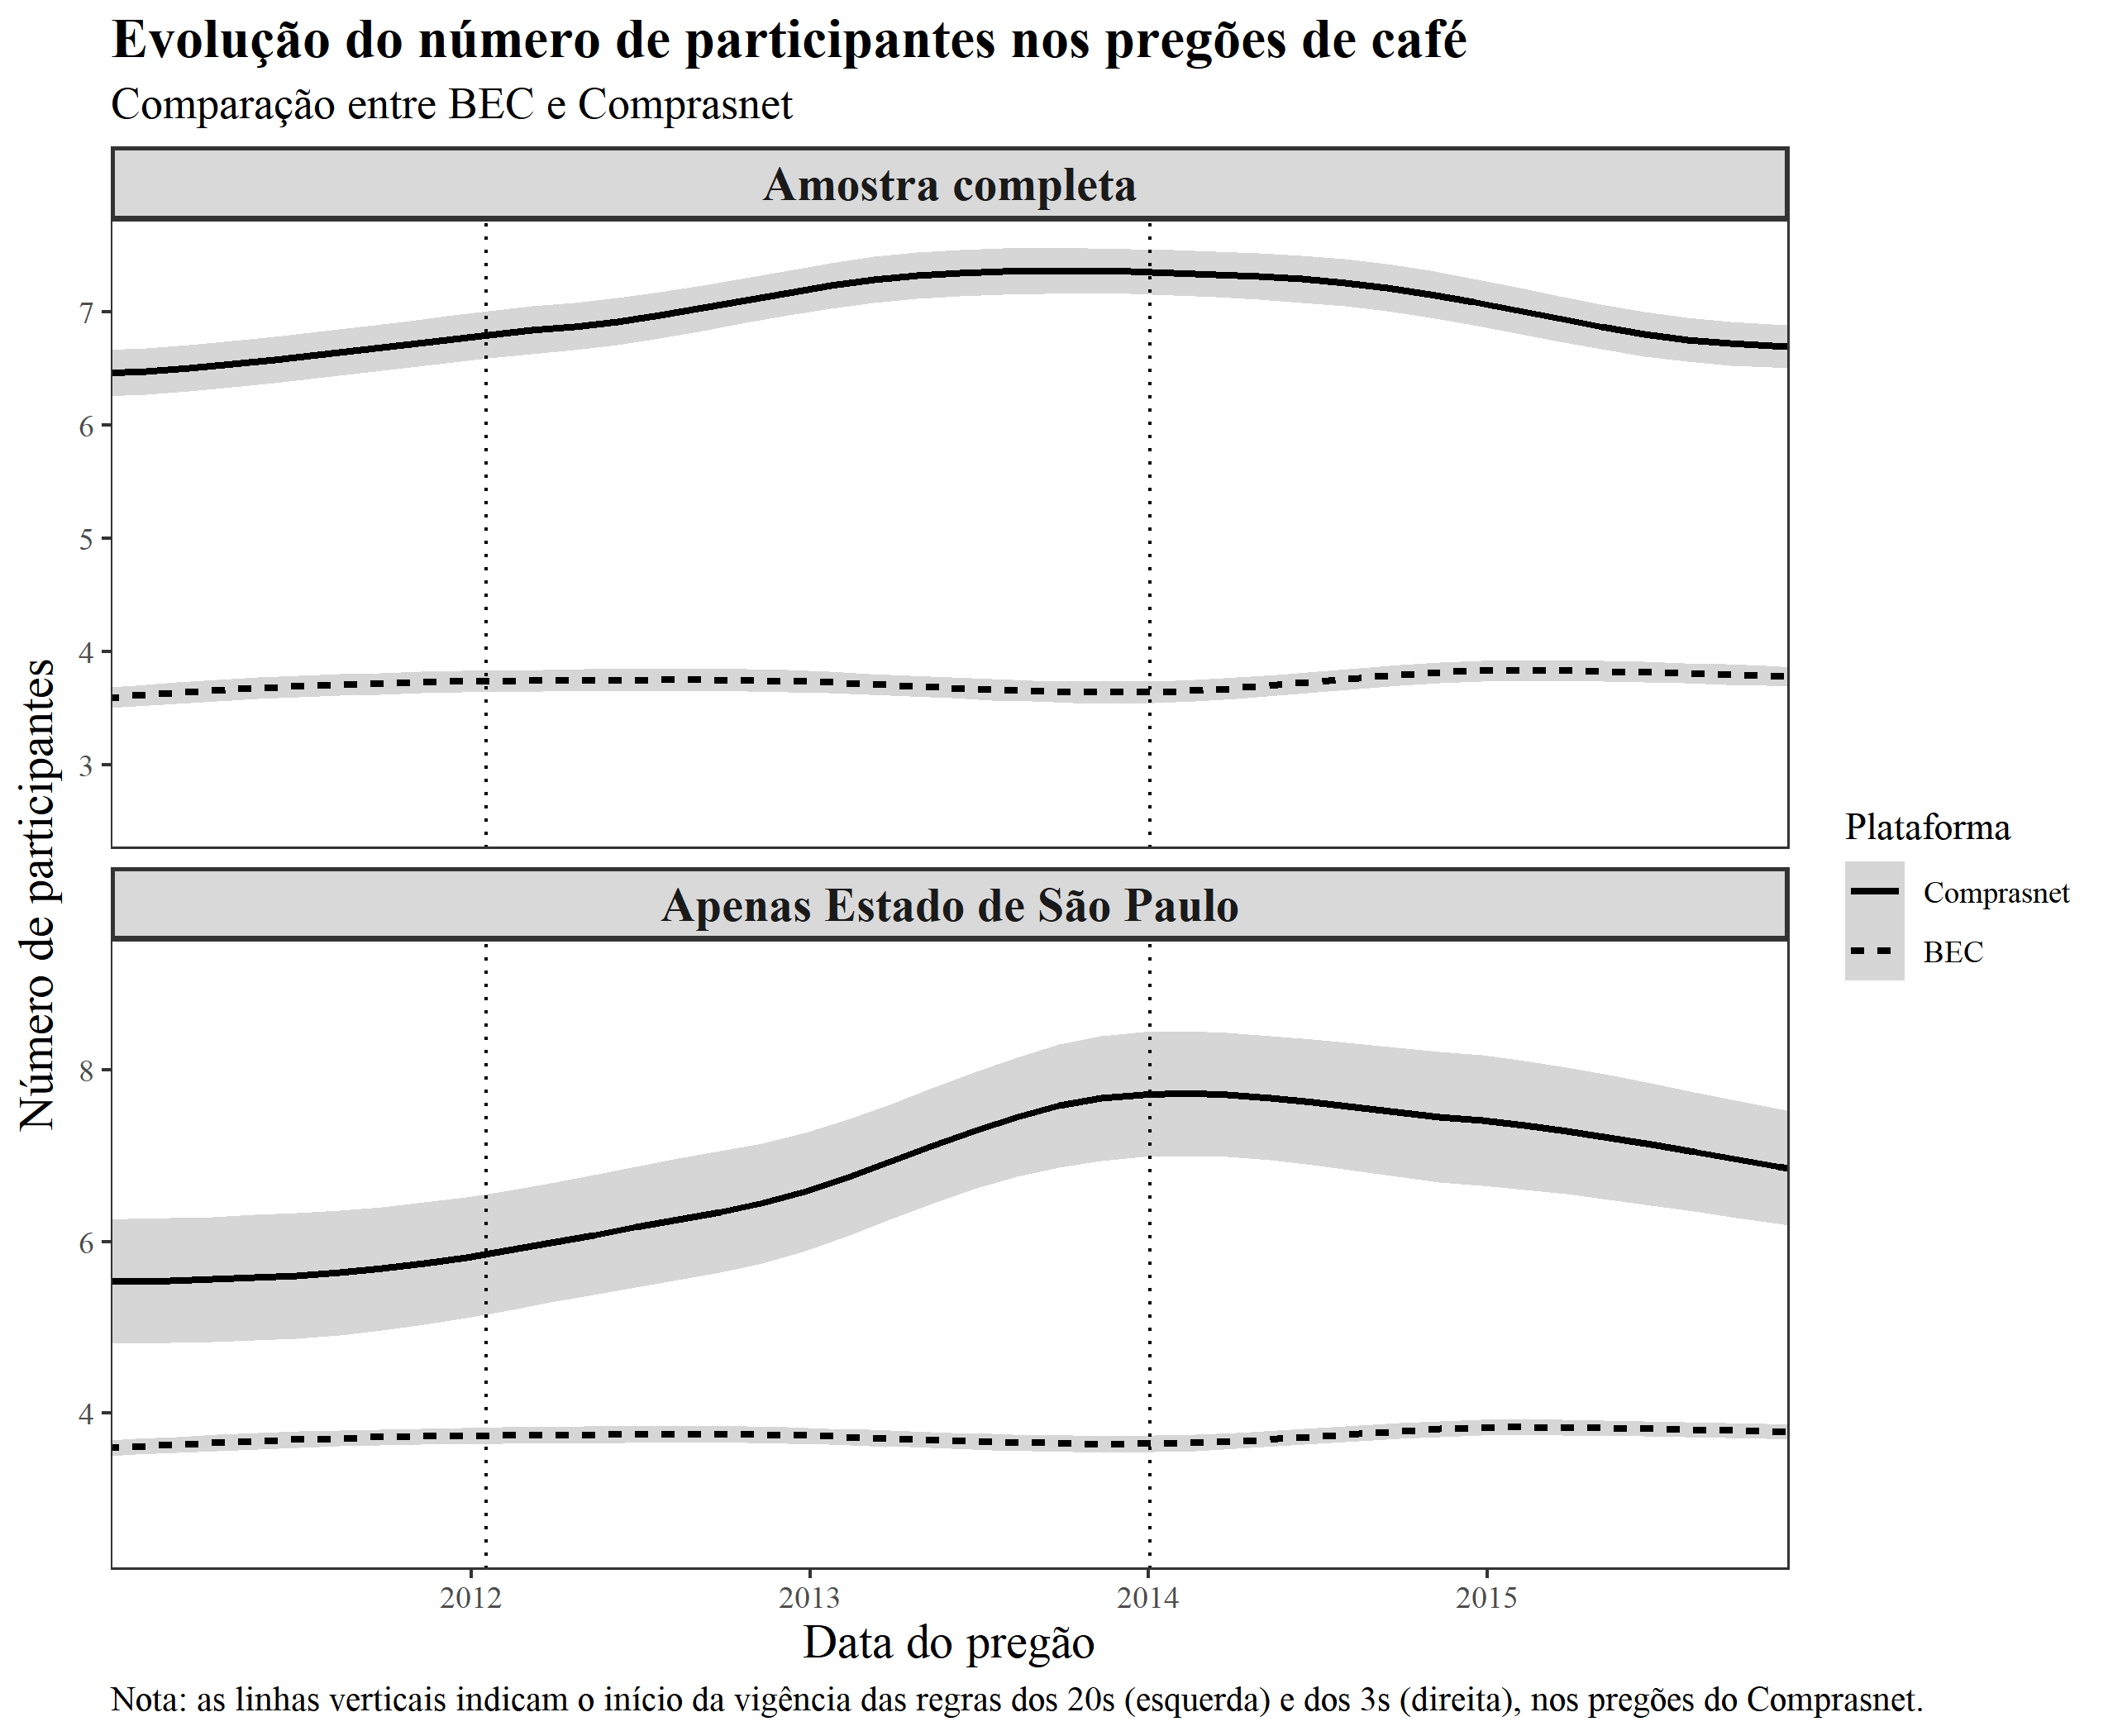 Evolução do número de participantes nos pregões de café
Comparação entre BEC e Comprasnet
Amostra completa
7
6
5
4
3
Número de participantes
Apenas Estado de São Paulo
8
6
4
2012
2013
2014
2015
Data do pregão
Plataforma
Comprasnet
BEC
Nota: as linhas verticais indicam o início da vigência das regras dos 20s (esquerda) e dos 3s (direita), nos pregões do Comprasnet.